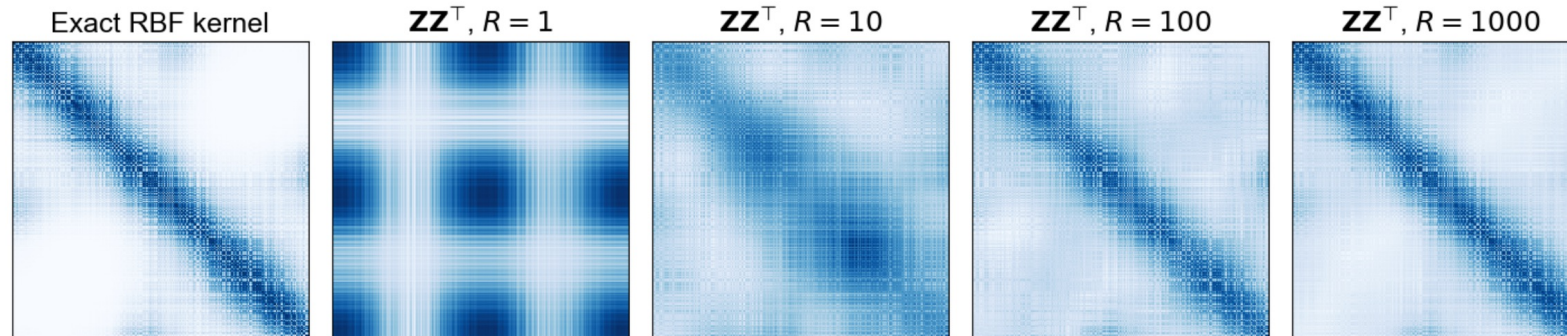 Exact RBF kernel
ZZ⊤, R = 1
ZZ⊤, R = 10
ZZ⊤, R = 100
ZZ⊤, R = 1000